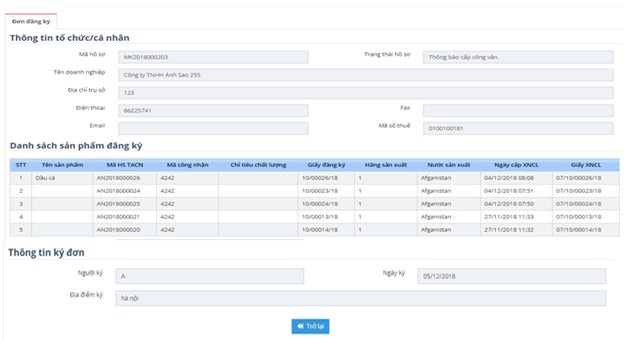 Đơn đăng ký
Thông tin tổ chức/cá nhân
Mã hồ sơ MK2018000203 Trạng thái hồ sơ Thông báo cấp công văn
Tên doanh nghiệp Công ty TNHH Ánh Sao 255
Địa chỉ trụ sở 123
Điện thoại 66225741 Fax
Email Mã số thuế 0100100181
Danh sách sản phẩm đăng ký
STT Tên sản phẩm Mã HS TACN Mã công nhận Chỉ tiêu chất lượng Giấy đăng ký Hãng sản xuất Nước sản xuất Ngày cấp XNCL Giấy XNCL
1 Dầu cá AN2018000026 4242 10/00026/18 1 Afganistan 04/12/2018 08:08 07/10/00026/18
2 AN2018000024 4242 10/00023/18 1 Afganistan 04/12/2018 07:51 07/10/00023/18
3 AN2018000025 4242 10/00024/18 1 Afganistan 04/12/2018 07:50 07/10/00024/18
4 AN2018000021 4242 10/00013/18 1 Afganistan 27/11/2018 11:33 07/10/00013/18
5 AN2018000020 4242 10/00014/18 1 Afganistan 27/11/2018 11:32 07/10/00014/18
Thông tin ký đơn
Người ký A Ngày ký 05/12/2018
Địa điểm ký hà nội
Trở lại